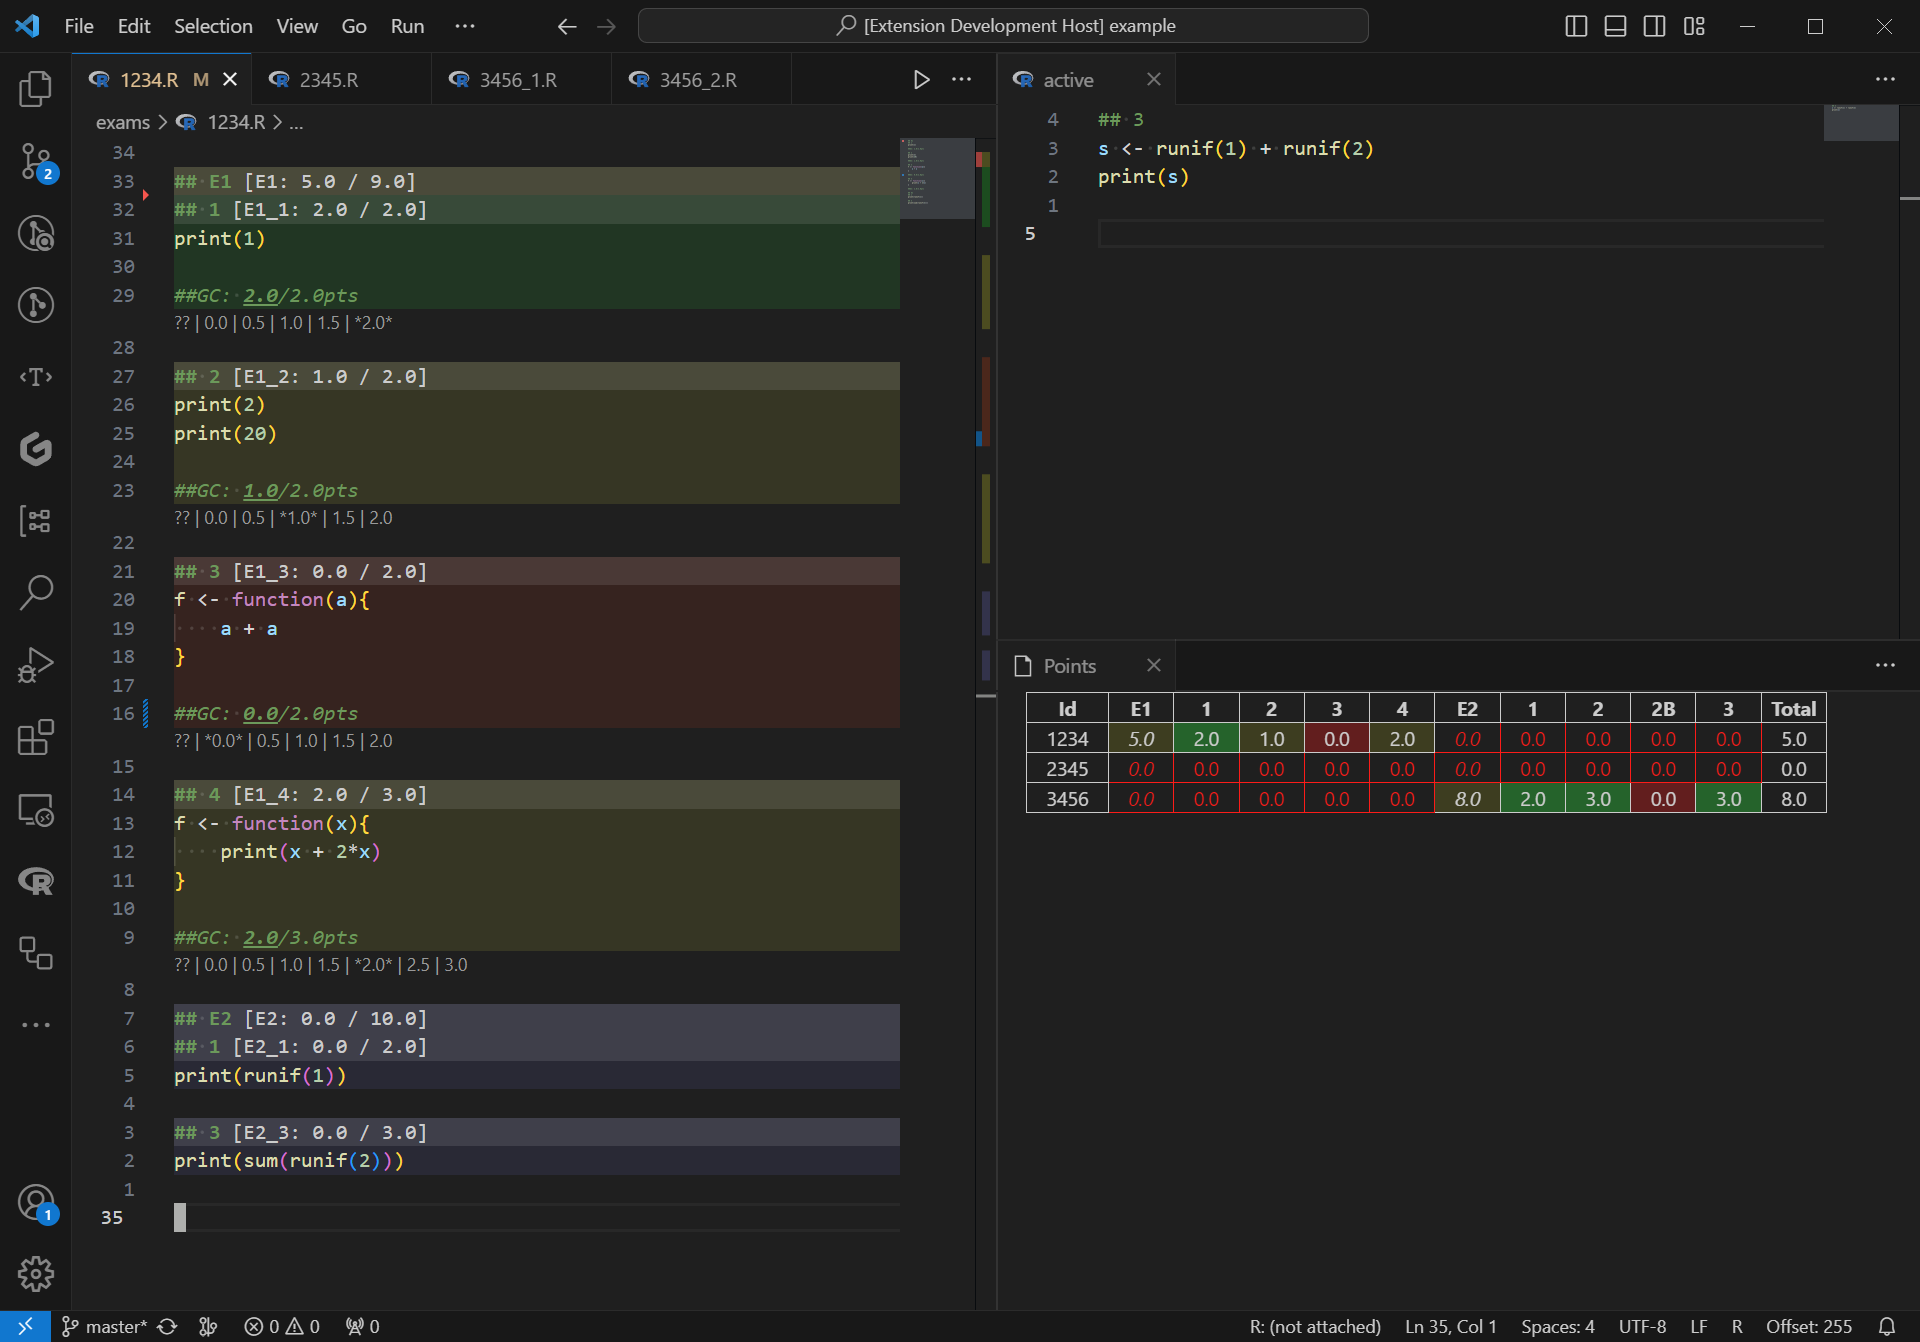 File Edit Selection View Go Run ··· [Extension Development Host] example
1234.R M 2345.R 3456_1.R 3456_2.R
exams > 1234.R > ...
34
33 ## E1 [E1: 5.0 / 9.0]
32 ## 1 [E1_1: 2.0 / 2.0]
31 print(1)
30
29 ##GC: 2.0/2.0pts
?? | 0.0 | 0.5 | 1.0 | 1.5 | *2.0*
28
27 ## 2 [E1_2: 1.0 / 2.0]
26 print(2)
25 print(20)
24
23 ##GC: 1.0/2.0pts
?? | 0.0 | 0.5 | *1.0* | 1.5 | 2.0
22
21 ## 3 [E1_3: 0.0 / 2.0]
20 f <- function(a){
19     a + a
18 }
17
16 ##GC: 0.0/2.0pts
?? | *0.0* | 0.5 | 1.0 | 1.5 | 2.0
15
14 ## 4 [E1_4: 2.0 / 3.0]
13 f <- function(x){
12     print(x + 2*x)
11 }
10
9 ##GC: 2.0/3.0pts
?? | 0.0 | 0.5 | 1.0 | 1.5 | *2.0* | 2.5 | 3.0
8
7 ## E2 [E2: 0.0 / 10.0]
6 ## 1 [E2_1: 0.0 / 2.0]
5 print(runif(1))
4
3 ## 3 [E2_3: 0.0 / 3.0]
2 print(sum(runif(2)))
1
35
active
4 ## 3
3 s <- runif(1) + runif(2)
2 print(s)
1
5
Points
Id E1 1 2 3 4 E2 1 2 2B 3 Total
1234 5.0 2.0 1.0 0.0 2.0 0.0 0.0 0.0 0.0 0.0 5.0
2345 0.0 0.0 0.0 0.0 0.0 0.0 0.0 0.0 0.0 0.0 0.0
3456 0.0 0.0 0.0 0.0 0.0 8.0 2.0 3.0 0.0 3.0 8.0
2
1
master* 0 0 0 R: (not attached) Ln 35, Col 1 Spaces: 4 UTF-8 LF R Offset: 255